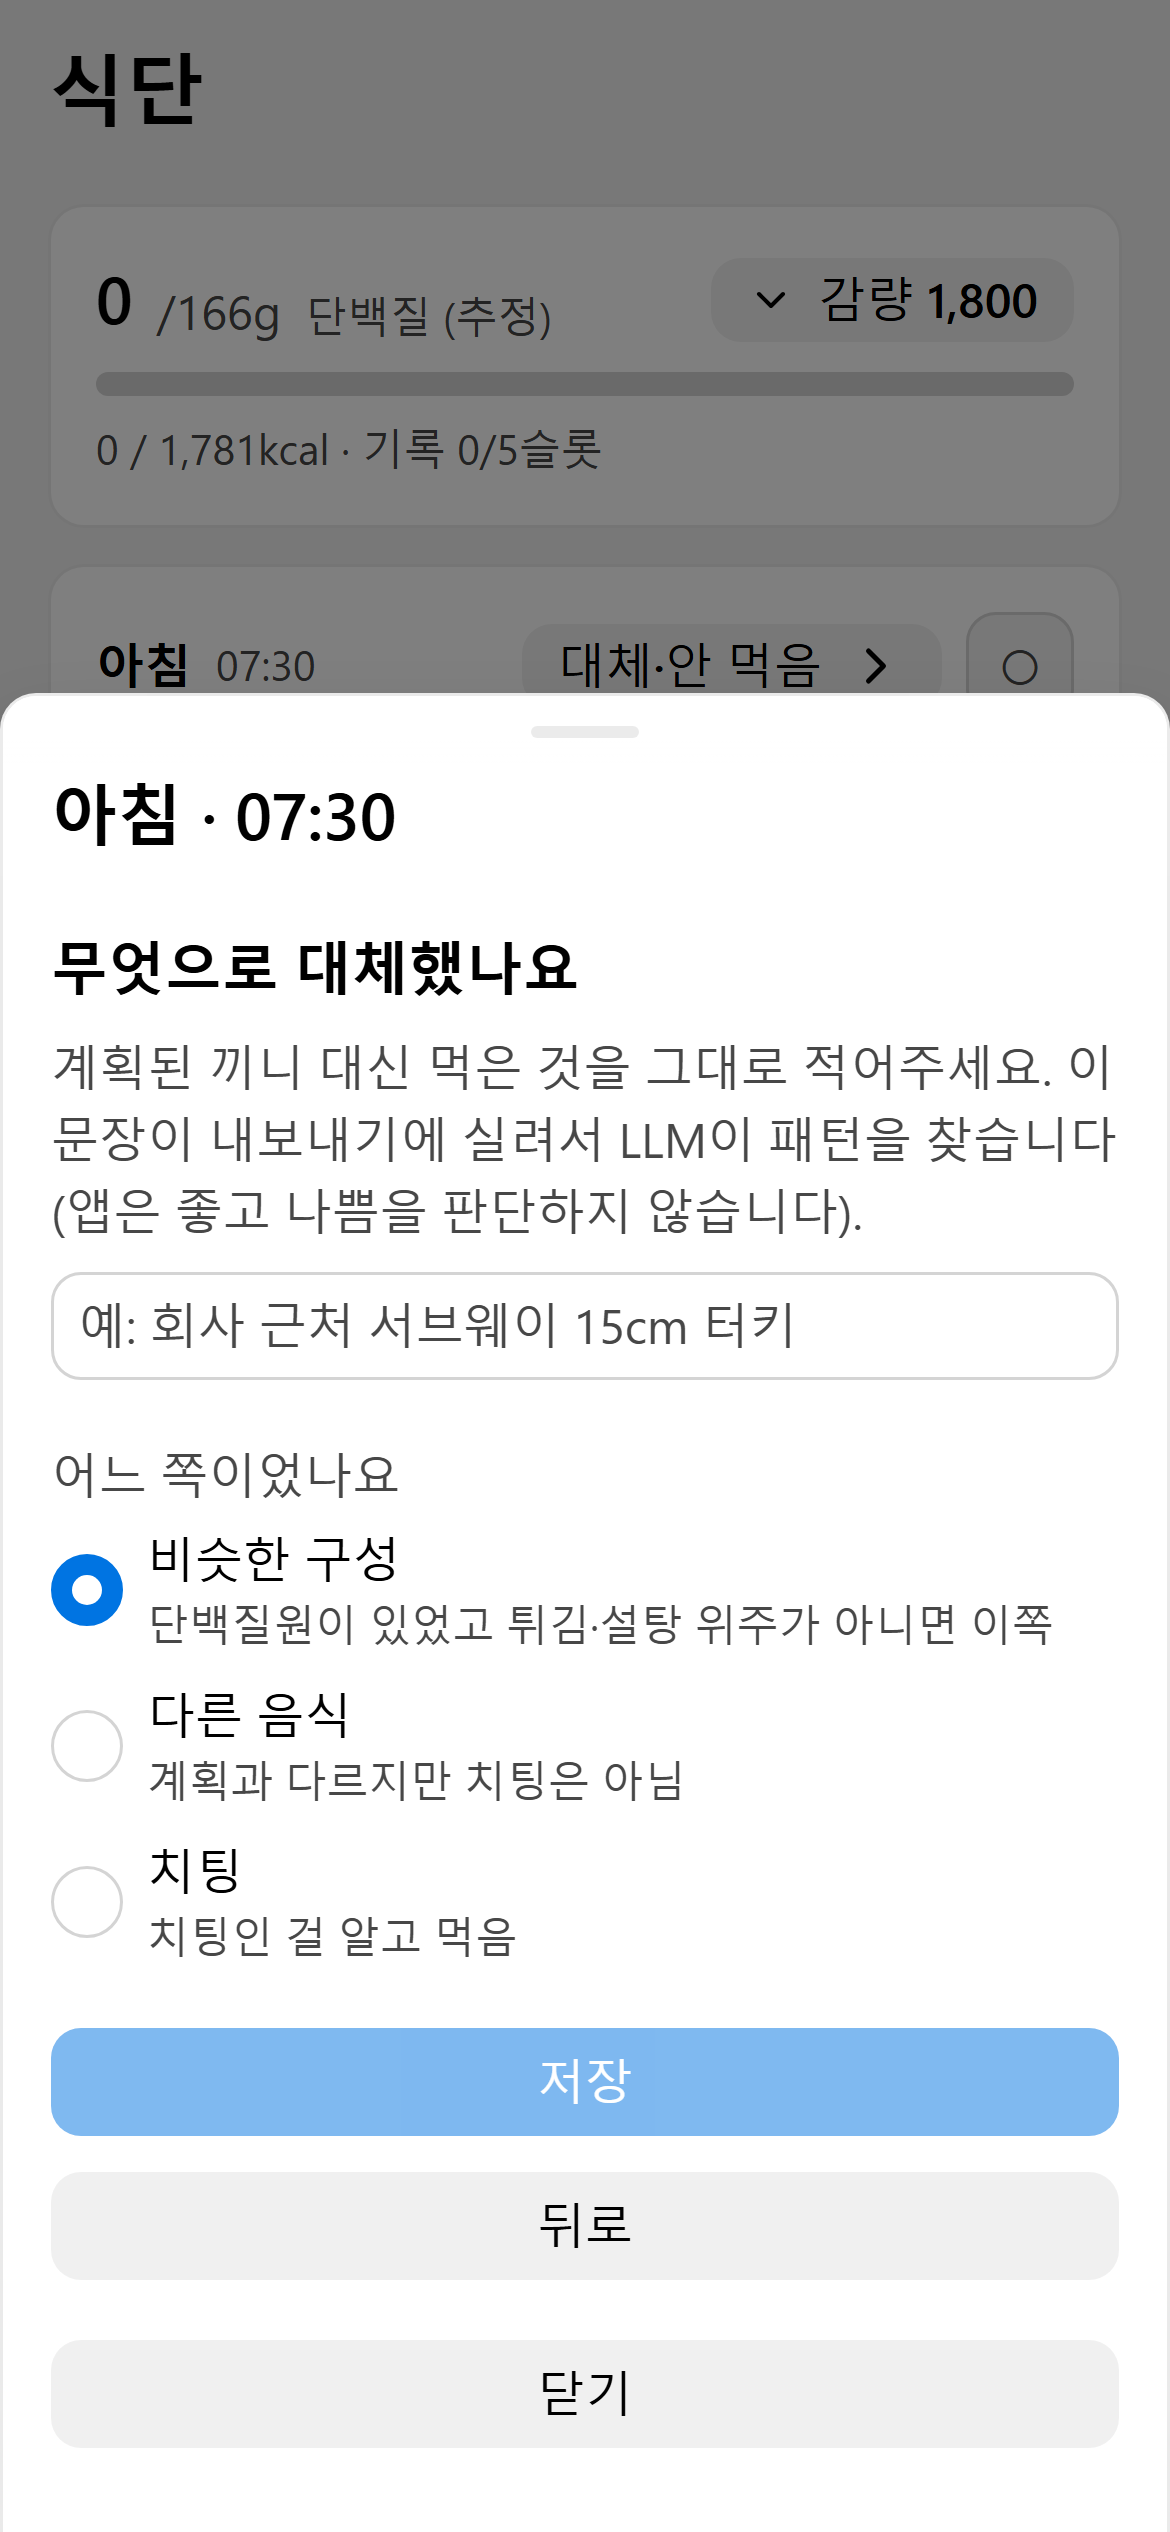 식단
0 /166g 단백질 (추정) 감량 1,800
0 / 1,781kcal · 기록 0/5슬롯
아침 07:30 대체·안 먹음
아침 · 07:30
무엇으로 대체했나요
계획된 끼니 대신 먹은 것을 그대로 적어주세요. 이
문장이 내보내기에 실려서 LLM이 패턴을 찾습니다
(앱은 좋고 나쁨을 판단하지 않습니다).
예: 회사 근처 서브웨이 15cm 터키
어느 쪽이었나요
비슷한 구성
단백질원이 있었고 튀김·설탕 위주가 아니면 이쪽
다른 음식
계획과 다르지만 치팅은 아님
치팅
치팅인 걸 알고 먹음
저장
뒤로
닫기